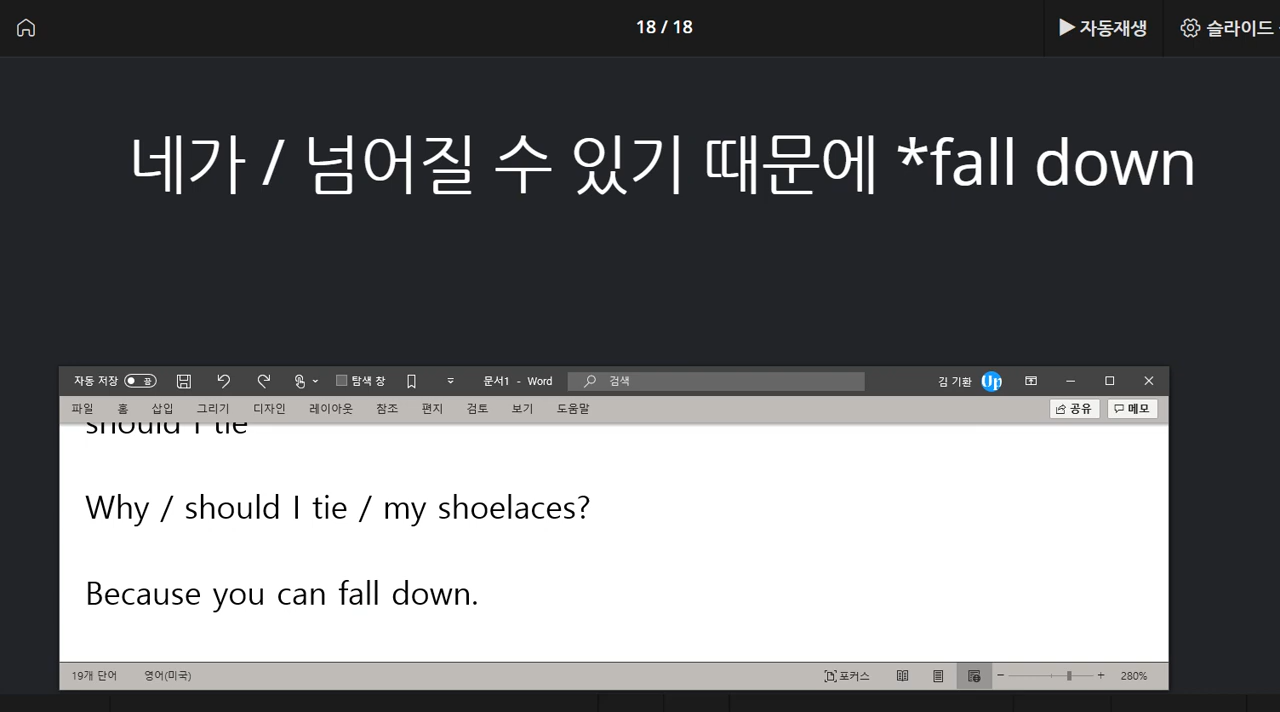 18 / 18
▶ 자동재생
슬라이드
네가 / 넘어질 수 있기 때문에 *fall down
자동 저장 끔
탐색 창
문서1 - Word
검색
김 기환
Up
파일 홈 삽입 그리기 디자인 레이아웃 참조 편지 검토 보기 도움말
공유
메모
should I tie
Why / should I tie / my shoelaces?
Because you can fall down.
19개 단어
영어(미국)
포커스
280%